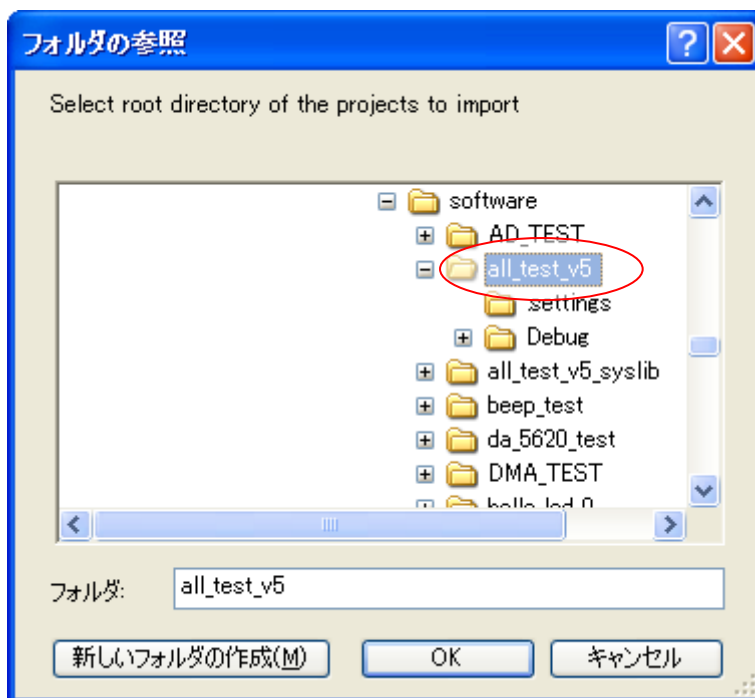 フォルダの参照
Select root directory of the projects to import
software
AD_TEST
all_test_v5
.settings
Debug
all_test_v5_syslib
beep_test
da_5620_test
DMA_TEST
フォルダ:
all_test_v5
新しいフォルダの作成(M)
OK
キャンセル